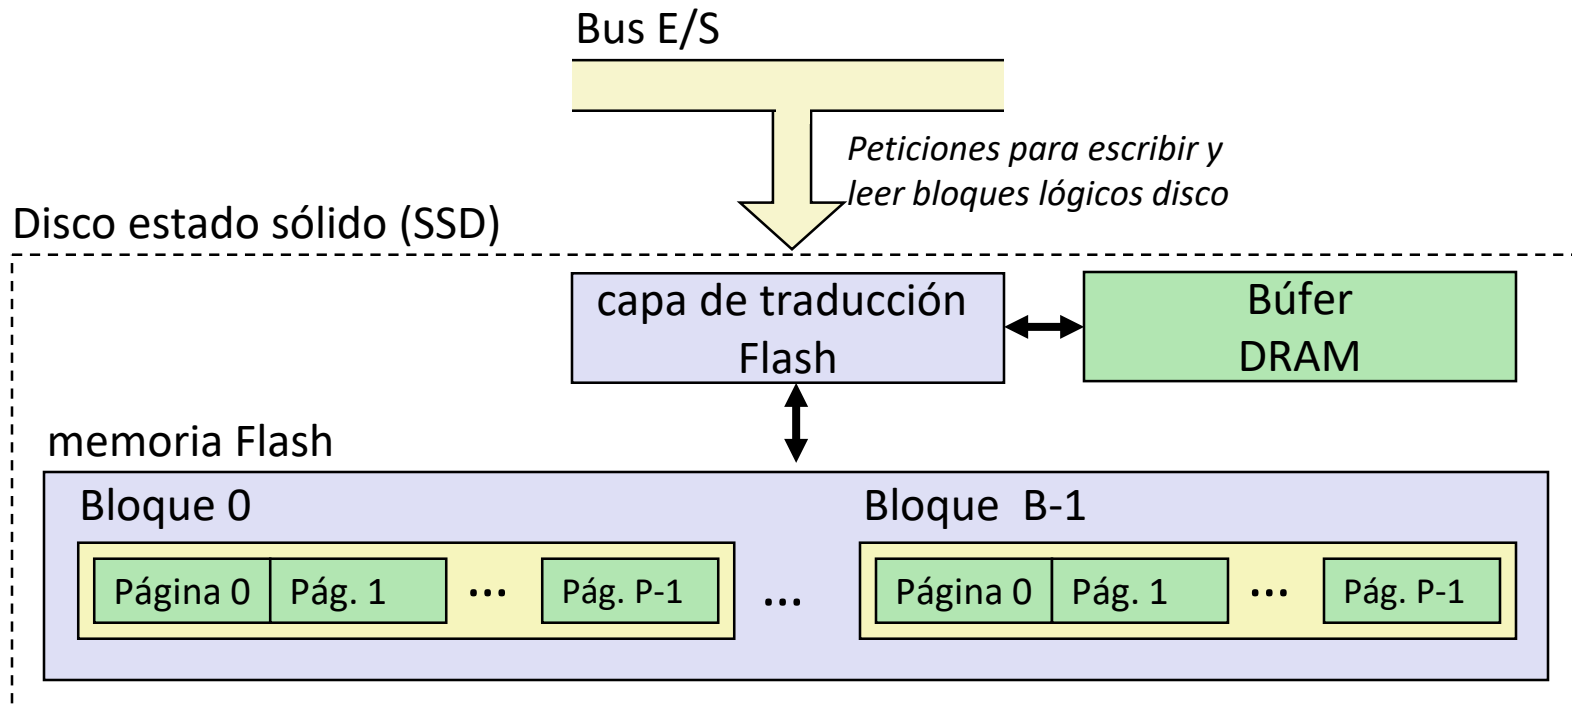 Bus E/S
Peticiones para escribir y
leer bloques lógicos disco
Disco estado sólido (SSD)
capa de traducción
Flash
Búfer
DRAM
memoria Flash
Bloque 0
Bloque B-1
Página 0
Pág. 1
...
Pág. P-1
...
Página 0
Pág. 1
...
Pág. P-1